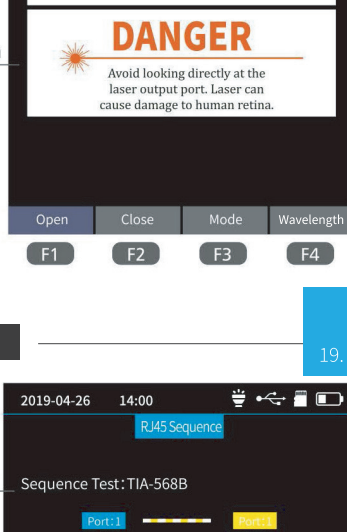 DANGER
Avoid looking directly at the
laser output port. Laser can
cause damage to human retina.
Open Close Mode Wavelength
F1 F2 F3 F4
19.
2019-04-26 14:00
RJ45 Sequence
Sequence Test:TIA-568B
Port:1 Port:1